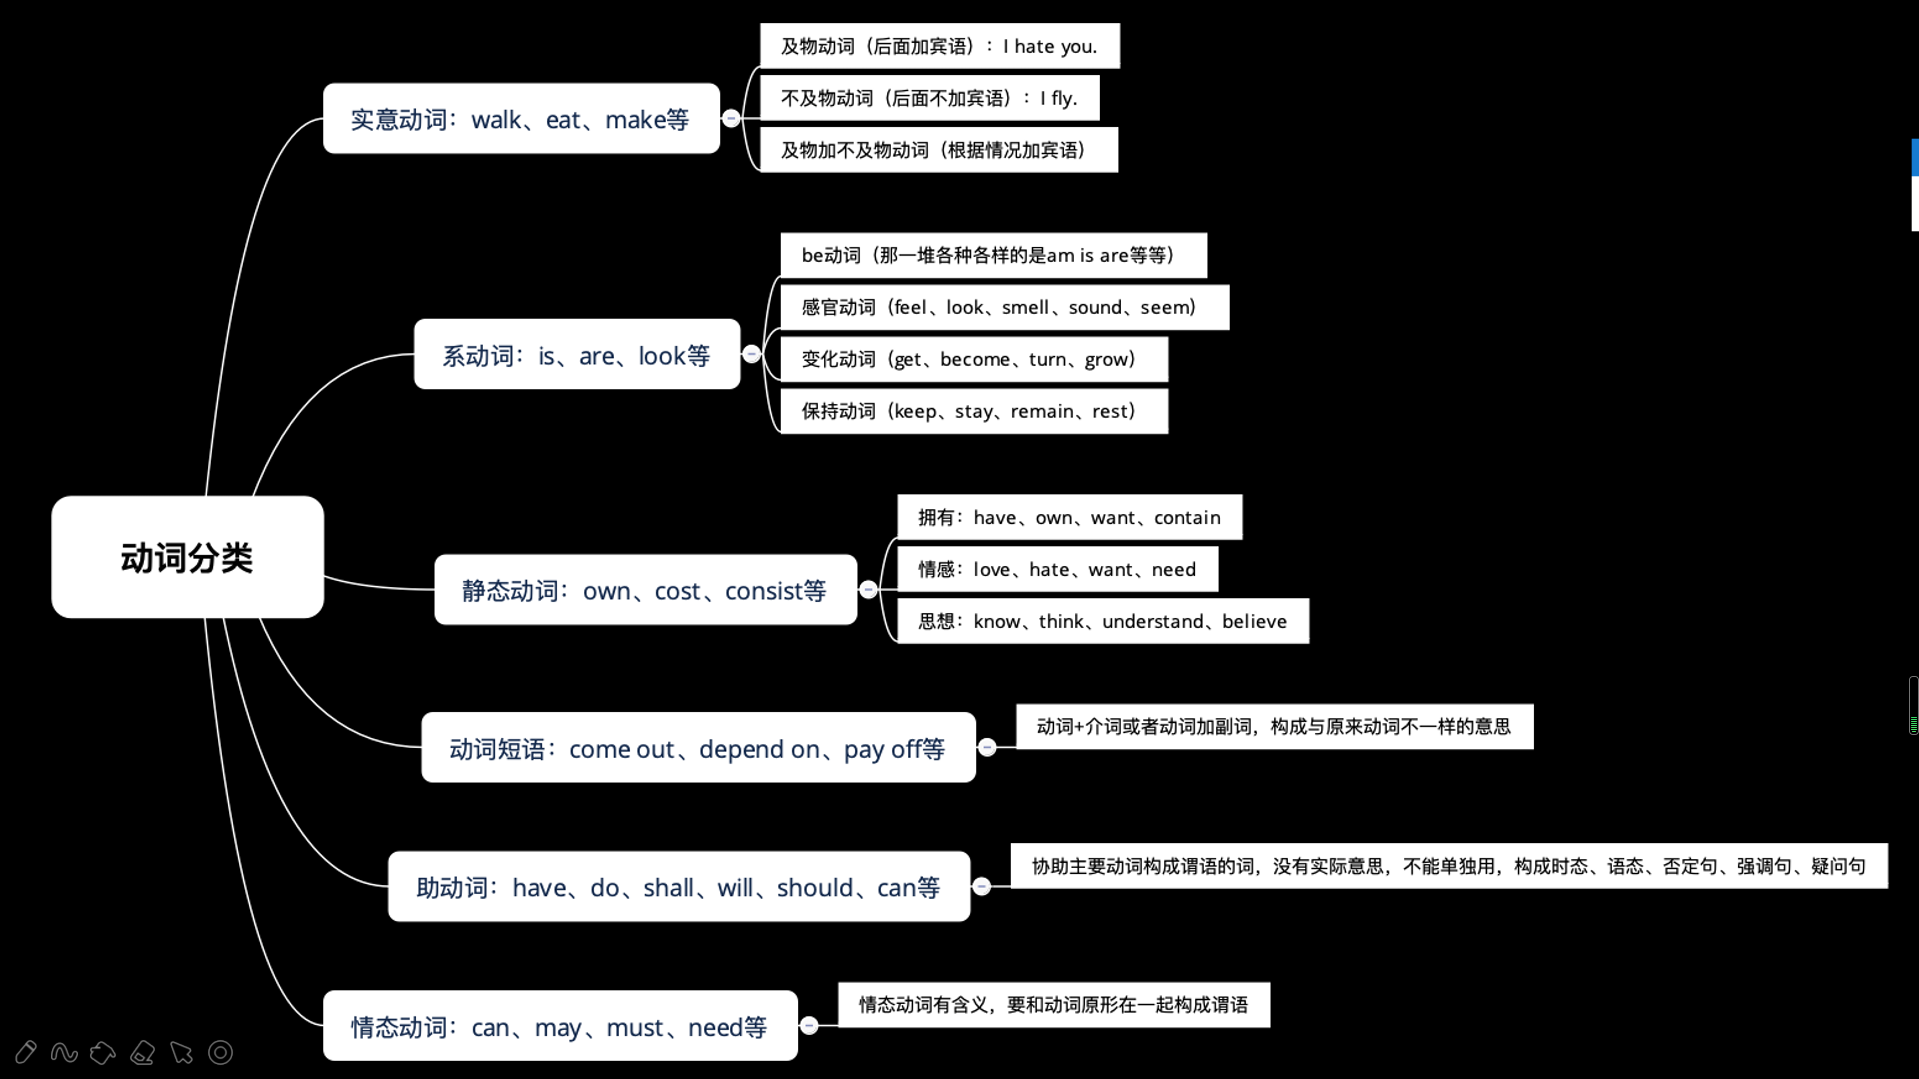 动词分类
实意动词：walk、eat、make等
及物动词（后面加宾语）：I hate you.
不及物动词（后面不加宾语）：I fly.
及物加不及物动词（根据情况加宾语）
系动词：is、are、look等
be动词（那一堆各种各样的是am is are等等）
感官动词（feel、look、smell、sound、seem）
变化动词（get、become、turn、grow）
保持动词（keep、stay、remain、rest）
静态动词：own、cost、consist等
拥有：have、own、want、contain
情感：love、hate、want、need
思想：know、think、understand、believe
动词短语：come out、depend on、pay off等
动词+介词或者动词加副词，构成与原来动词不一样的意思
助动词：have、do、shall、will、should、can等
协助主要动词构成谓语的词，没有实际意思，不能单独用，构成时态、语态、否定句、强调句、疑问句
情态动词：can、may、must、need等
情态动词有含义，要和动词原形在一起构成谓语